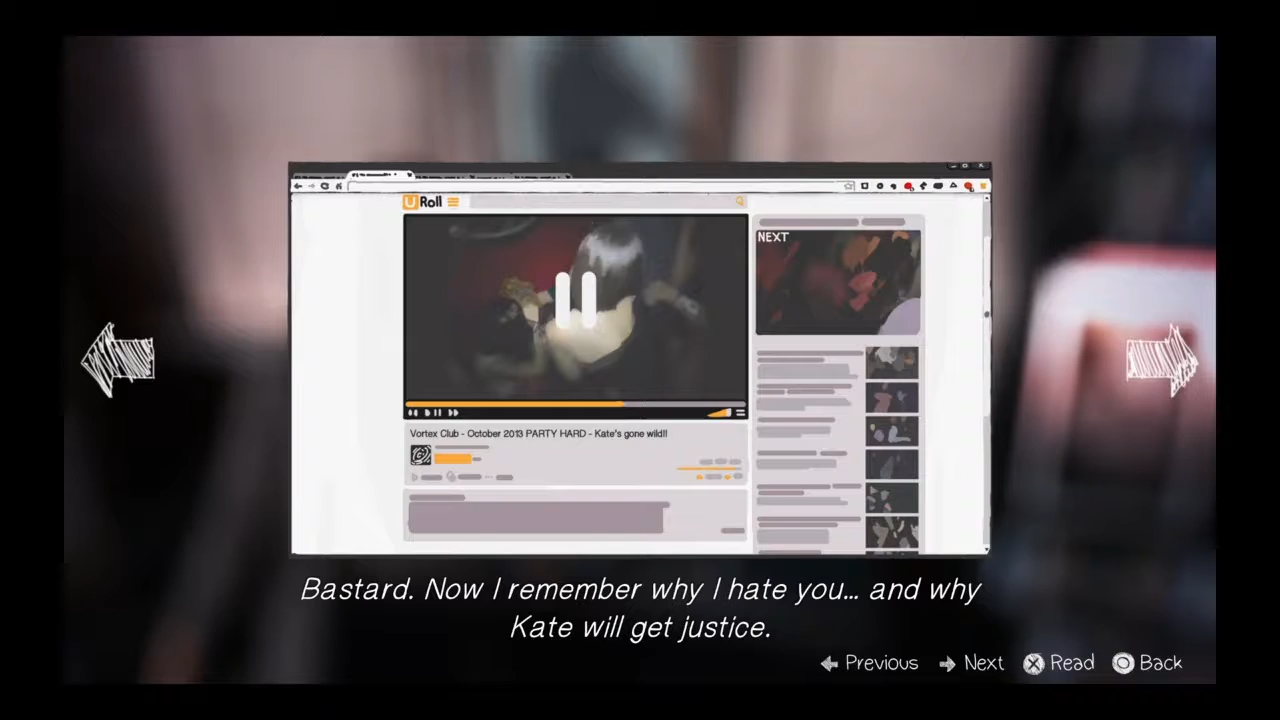 U Roll
NEXT
Vortex Club - October 2013 PARTY HARD - Kate's gone wild!!
Bastard. Now I remember why I hate you... and why
Kate will get justice.
Previous Next Read Back